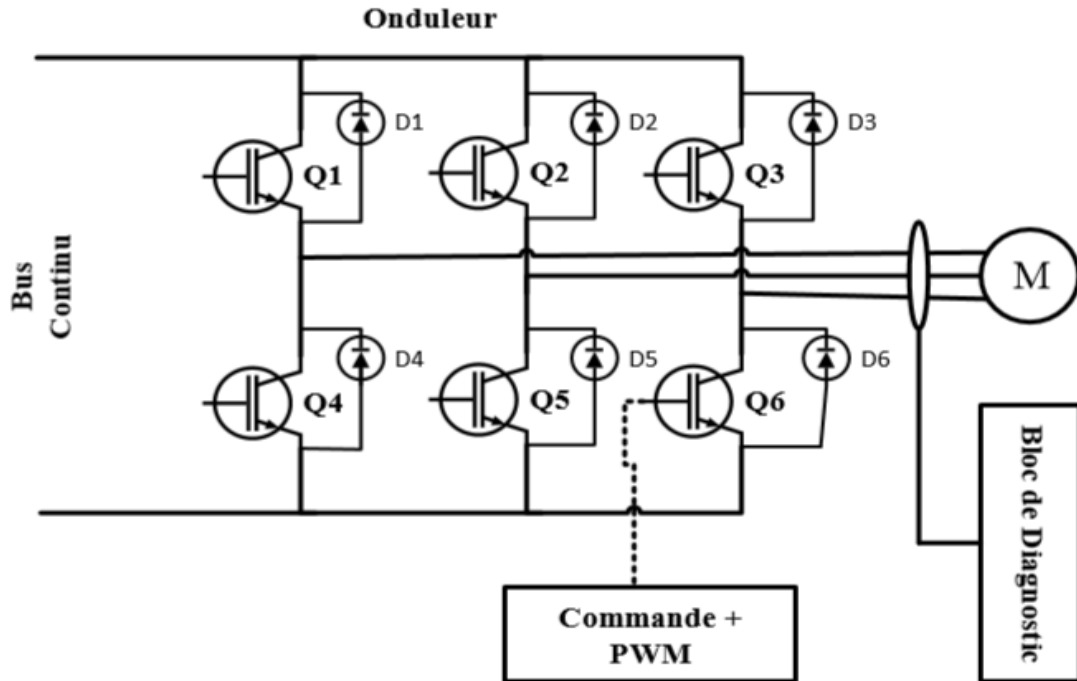 Onduleur
D1
D2
D3
Q1
Q2
Q3
Bus
Continu
M
D4
D5
D6
Q4
Q5
Q6
Bloc de Diagnostic
Commande +
PWM